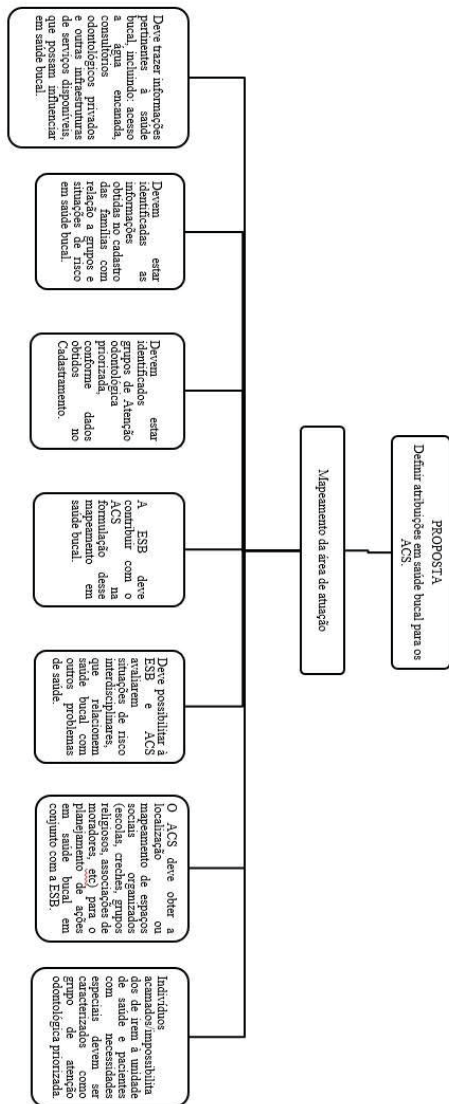 PROPOSTA
Definir atribuições em saúde bucal para os
ACS.
Mapeamento da área de atuação
Deve trazer informações
pertinentes à saúde
bucal, incluindo: acesso
a água encanada,
consultórios
odontológicos privados
e outras infraestruturas
de serviços disponíveis,
que possam influenciar
em saúde bucal.
Devem estar
identificadas as
informações
obtidas no cadastro
das famílias com
relação a grupos e
situações de risco
em saúde bucal.
Devem estar
identificados
grupos de Atenção
odontológica
priorizada,
conforme dados
obtidos no
Cadastramento.
A ESB deve
contribuir com o
ACS na
formulação desse
mapeamento em
saúde bucal.
Deve possibilitar à
ESB e ACS
avaliarem
situações de risco
interdisciplinares,
que relacionem
saúde bucal com
outros problemas
de saúde.
O ACS deve obter a
localização ou
mapeamento de espaços
sociais organizados
(escolas, creches, grupos
religiosos, associações de
moradores, etc) para o
planejamento de ações
em saúde bucal em
conjunto com a ESB.
Indivíduos
acamados/impossibilita
dos de irem à unidade
de saúde e pacientes
com necessidades
especiais devem ser
caracterizados como
grupo de atenção
odontológica priorizada.